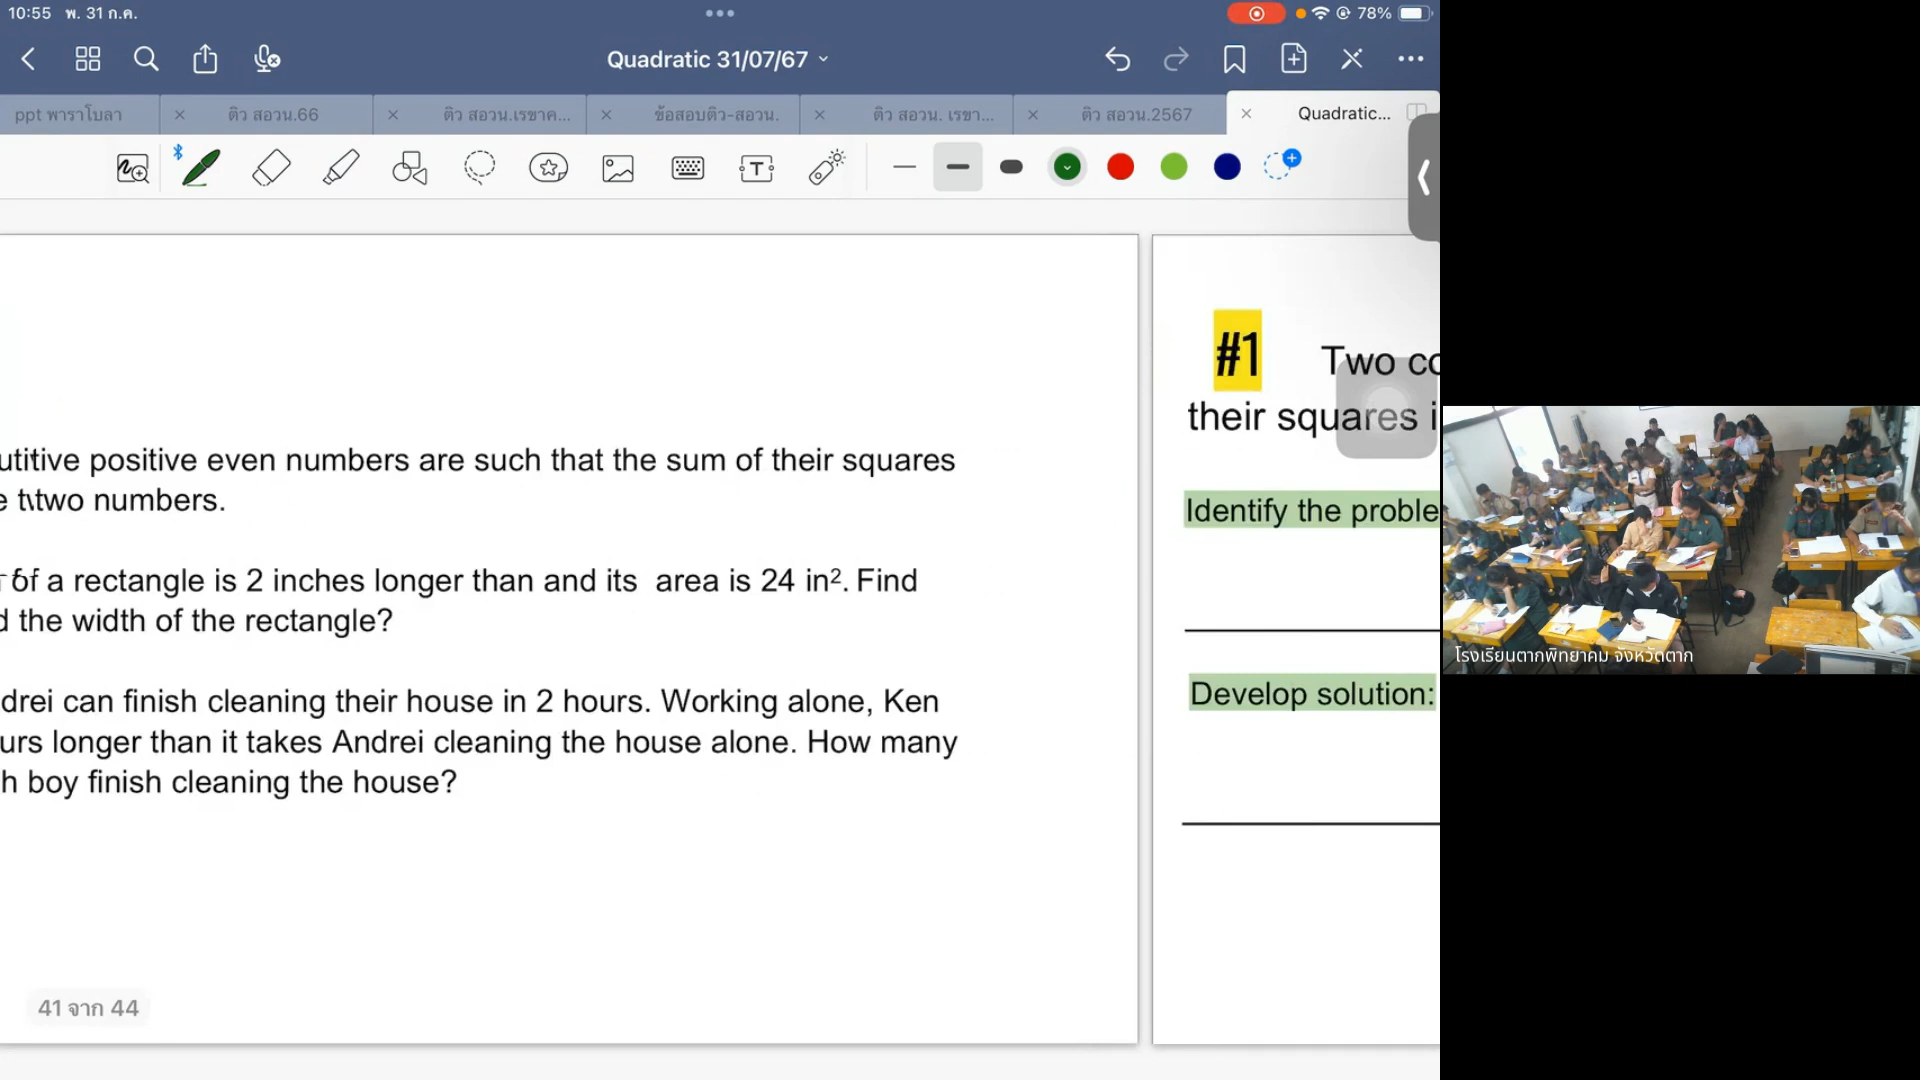 10:55 พ. 31 ก.ค.
78%
Quadratic 31/07/67
ppt พาราโบลา
ติว สอวน.66
ติว สอวน.เรขาค...
ข้อสอบติว-สอวน.
ติว สอวน. เรขา...
ติว สอวน.2567
Quadratic...
utitive positive even numbers are such that the sum of their squares
two numbers.
of a rectangle is 2 inches longer than and its area is 24 in². Find
d the width of the rectangle?
drei can finish cleaning their house in 2 hours. Working alone, Ken
urs longer than it takes Andrei cleaning the house alone. How many
h boy finish cleaning the house?
41 จาก 44
#1 Two co
their squares i
Identify the proble
Develop solution:
โรงเรียนตากพิทยาคม จังหวัดตาก